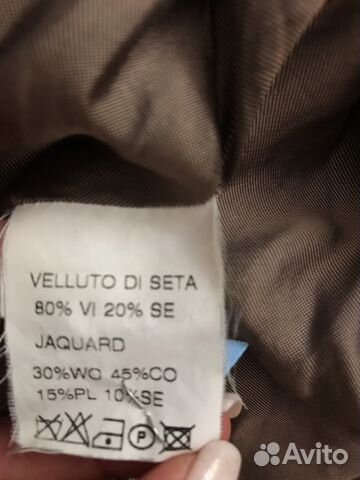 VELLUTO DI SETA
80% VI 20% SE
JAQUARD
30%WO 45%CO
15%PL 10%SE
P
Avito